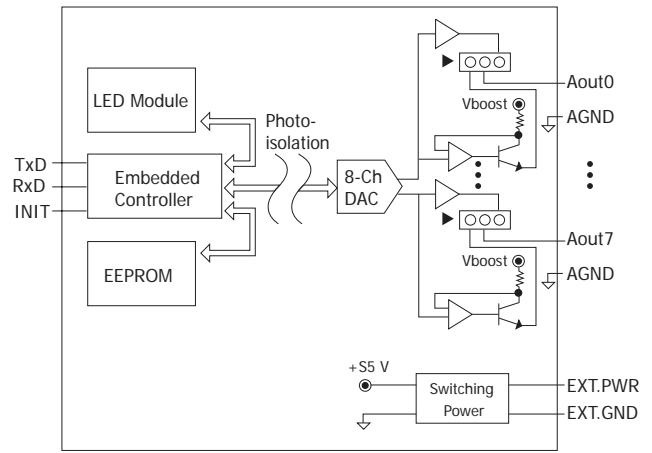 LED Module
Photo-
isolation
TxD
RxD
INIT
Embedded
Controller
EEPROM
8-Ch
DAC
Aout0
Vboost
AGND
Aout7
Vboost
AGND
+S5 V
Switching
Power
EXT.PWR
EXT.GND